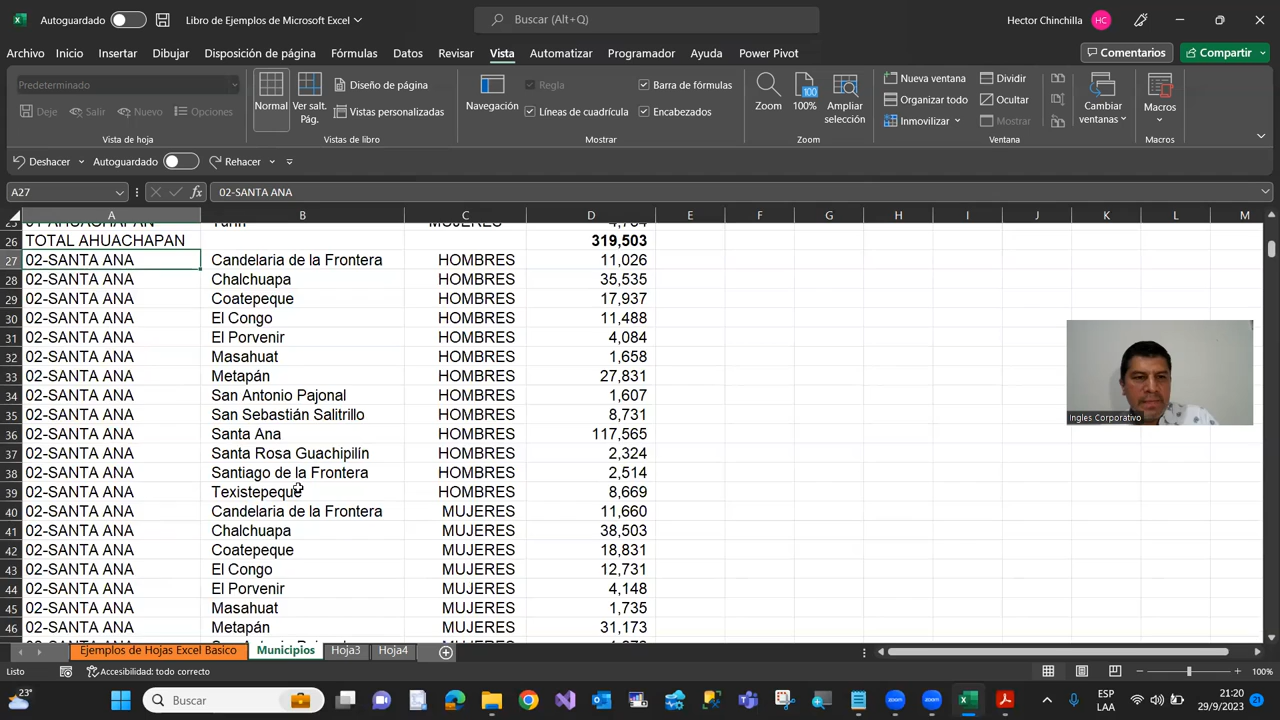 Autoguardado
Libro de Ejemplos de Microsoft Excel
Buscar (Alt+Q)
Hector Chinchilla
HC
Archivo Inicio Insertar Dibujar Disposición de página Fórmulas Datos Revisar Vista Automatizar Programador Ayuda Power Pivot
Comentarios
Compartir
Predeterminado
Deje Salir Nuevo Opciones
Vista de hoja
Normal
Ver salt. Pág.
Diseño de página
Vistas personalizadas
Vistas de libro
Navegación
Regla
Barra de fórmulas
Líneas de cuadrícula
Encabezados
Mostrar
Zoom
100
100%
Ampliar selección
Zoom
Nueva ventana
Organizar todo
Inmovilizar
Dividir
Ocultar
Mostrar
Cambiar ventanas
Ventana
Macros
Macros
Deshacer Autoguardado Rehacer
A27 fx 02-SANTA ANA
A B C D E F G H I J K L M
25 01-AHUACHAPAN Turín MUJERES 4,754
26 TOTAL AHUACHAPAN 319,503
27 02-SANTA ANA Candelaria de la Frontera HOMBRES 11,026
28 02-SANTA ANA Chalchuapa HOMBRES 35,535
29 02-SANTA ANA Coatepeque HOMBRES 17,937
30 02-SANTA ANA El Congo HOMBRES 11,488
31 02-SANTA ANA El Porvenir HOMBRES 4,084
32 02-SANTA ANA Masahuat HOMBRES 1,658
33 02-SANTA ANA Metapán HOMBRES 27,831
34 02-SANTA ANA San Antonio Pajonal HOMBRES 1,607
35 02-SANTA ANA San Sebastián Salitrillo HOMBRES 8,731
36 02-SANTA ANA Santa Ana HOMBRES 117,565
37 02-SANTA ANA Santa Rosa Guachipilín HOMBRES 2,324
38 02-SANTA ANA Santiago de la Frontera HOMBRES 2,514
39 02-SANTA ANA Texistepeque HOMBRES 8,669
40 02-SANTA ANA Candelaria de la Frontera MUJERES 11,660
41 02-SANTA ANA Chalchuapa MUJERES 38,503
42 02-SANTA ANA Coatepeque MUJERES 18,831
43 02-SANTA ANA El Congo MUJERES 12,731
44 02-SANTA ANA El Porvenir MUJERES 4,148
45 02-SANTA ANA Masahuat MUJERES 1,735
46 02-SANTA ANA Metapán MUJERES 31,173
Ingles Corporativo
Ejemplos de Hojas Excel Basico Municipios Hoja3 Hoja4
Listo
Accesibilidad: todo correcto
100%
23°
Buscar
ESP
LAA
21:20
29/9/2023